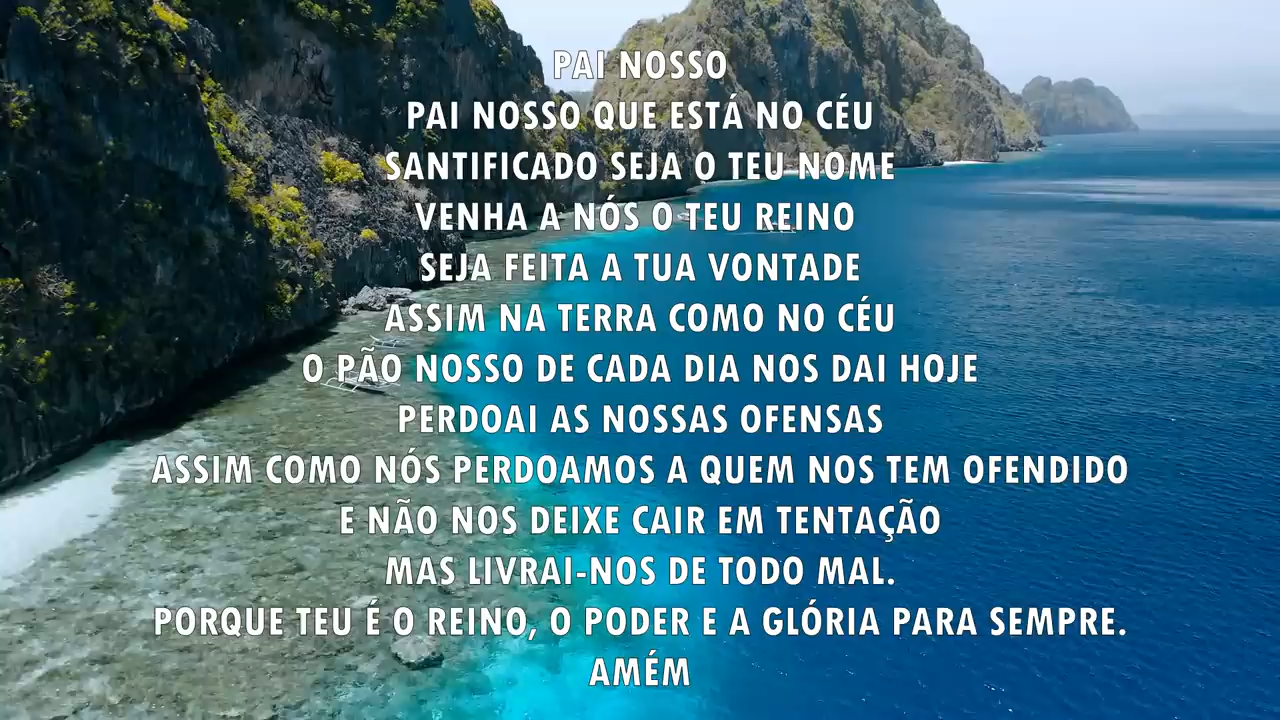 PAI NOSSO
PAI NOSSO QUE ESTÁ NO CÉU
SANTIFICADO SEJA O TEU NOME
VENHA A NÓS O TEU REINO
SEJA FEITA A TUA VONTADE
ASSIM NA TERRA COMO NO CÉU
O PÃO NOSSO DE CADA DIA NOS DAI HOJE
PERDOAI AS NOSSAS OFENSAS
ASSIM COMO NÓS PERDOAMOS A QUEM NOS TEM OFENDIDO
E NÃO NOS DEIXE CAIR EM TENTAÇÃO
MAS LIVRAI-NOS DE TODO MAL.
PORQUE TEU É O REINO, O PODER E A GLÓRIA PARA SEMPRE.
AMÉM